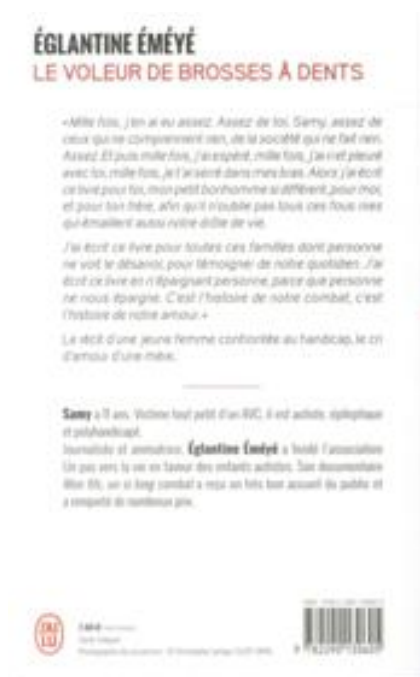 ÉGLANTINE ÉMÉYÉ
LE VOLEUR DE BROSSES À DENTS
«Mille fois, j'en ai eu assez. Assez de toi, Samy, assez de
ceux qui ne comprennent rien, de la société qui ne fait rien.
Assez. Et puis mille fois, j'ai espéré, mille fois, j'ai ri et pleuré
avec toi, mille fois, je t'ai serré dans mes bras. Alors j'ai écrit
ce livre pour toi, mon petit bonhomme si différent, pour moi,
et pour ton frère, afin qu'il n'oublie pas tous ces fous rires
qui émaillent aussi notre drôle de vie.
J'ai écrit ce livre pour toutes ces familles dont personne
ne voit le désarroi, pour témoigner de notre quotidien. J'ai
écrit ce livre en n'épargnant personne, parce que personne
ne nous épargne. C'est l'histoire de notre combat, c'est
l'histoire de notre amour.»
Le récit d'une jeune femme confrontée au handicap, le cri
d'amour d'une mère.
Samy a 11 ans. Victime tout petit d'un AVC, il est autiste, épileptique
et polyhandicapé.
Journaliste et animatrice, Églantine Éméyé a fondé l'association
Un pas vers la vie en faveur des enfants autistes. Son documentaire
Mon fils, un si long combat a reçu un très bon accueil du public et
a remporté de nombreux prix.
J'AI
LU